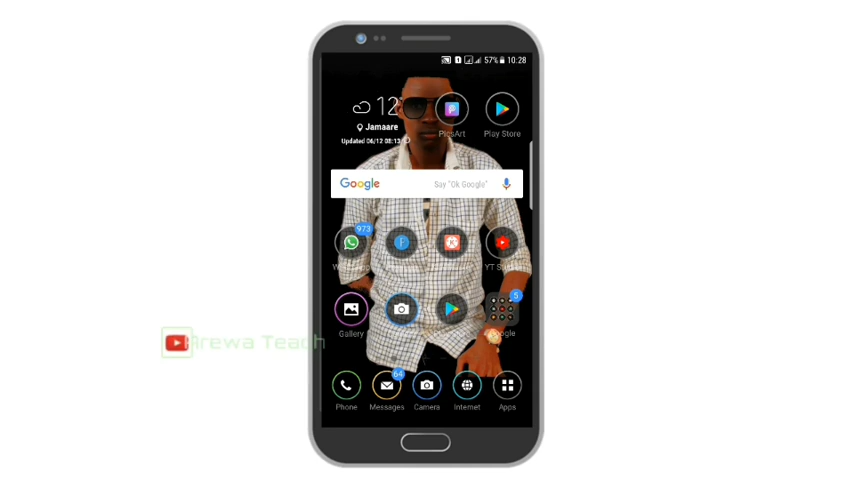 57% 10:28
12
Jamaare
Updated 06/12 08:13
PicsArt
Play Store
Google
Say "Ok Google"
973
YT
5
Gallery
Arewa Teach
64
Phone
Messages
Camera
Internet
Apps